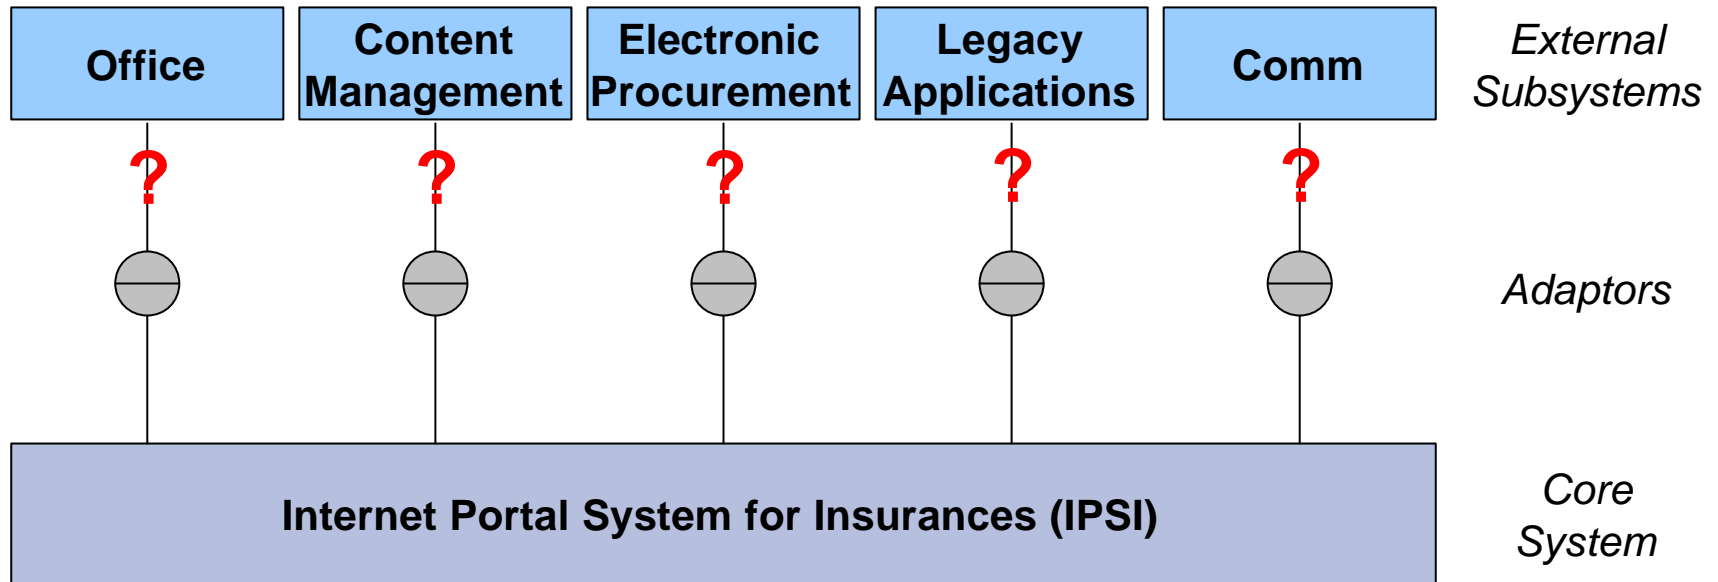 Office
Content
Management
Electronic
Procurement
Legacy
Applications
Comm
External
Subsystems
?
?
?
?
?
Adaptors
Internet Portal System for Insurances (IPSI)
Core
System